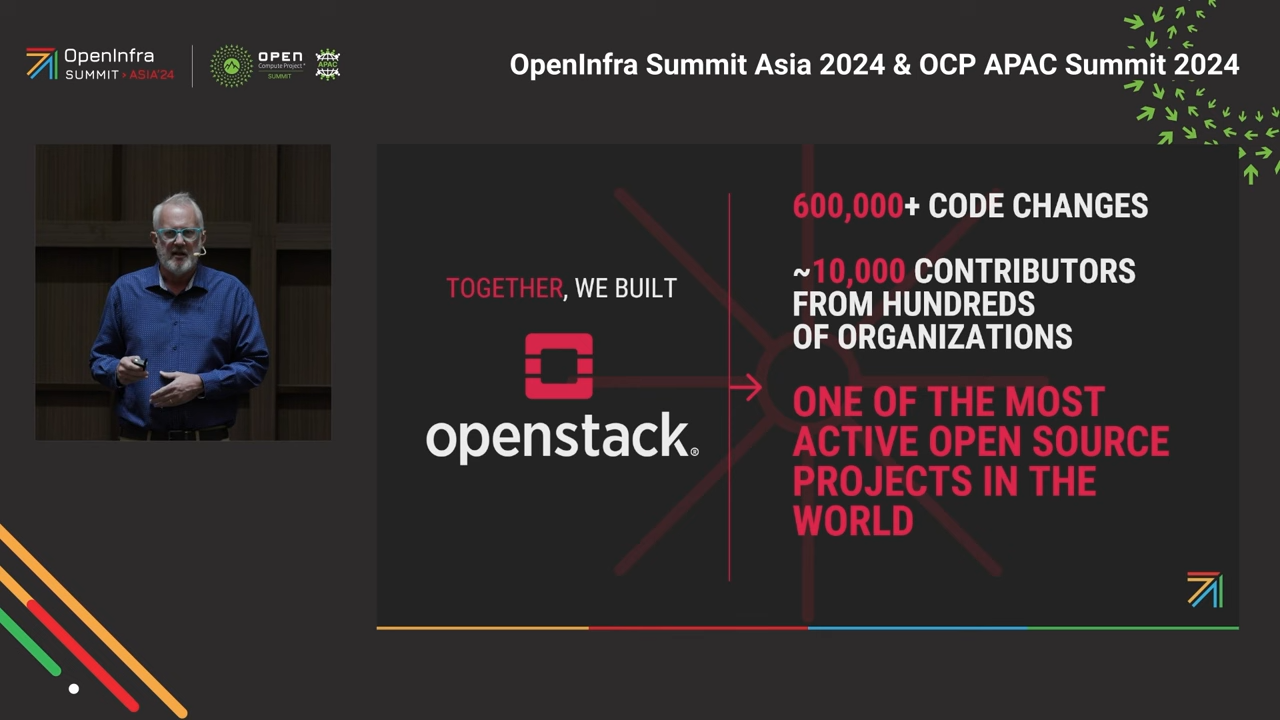 OpenInfra
SUMMIT ASIA'24
OPEN
Compute Project®
SUMMIT
APAC
OpenInfra Summit Asia 2024 & OCP APAC Summit 2024
TOGETHER, WE BUILT
openstack®
600,000+ CODE CHANGES
~10,000 CONTRIBUTORS
FROM HUNDREDS
OF ORGANIZATIONS
ONE OF THE MOST
ACTIVE OPEN SOURCE
PROJECTS IN THE
WORLD